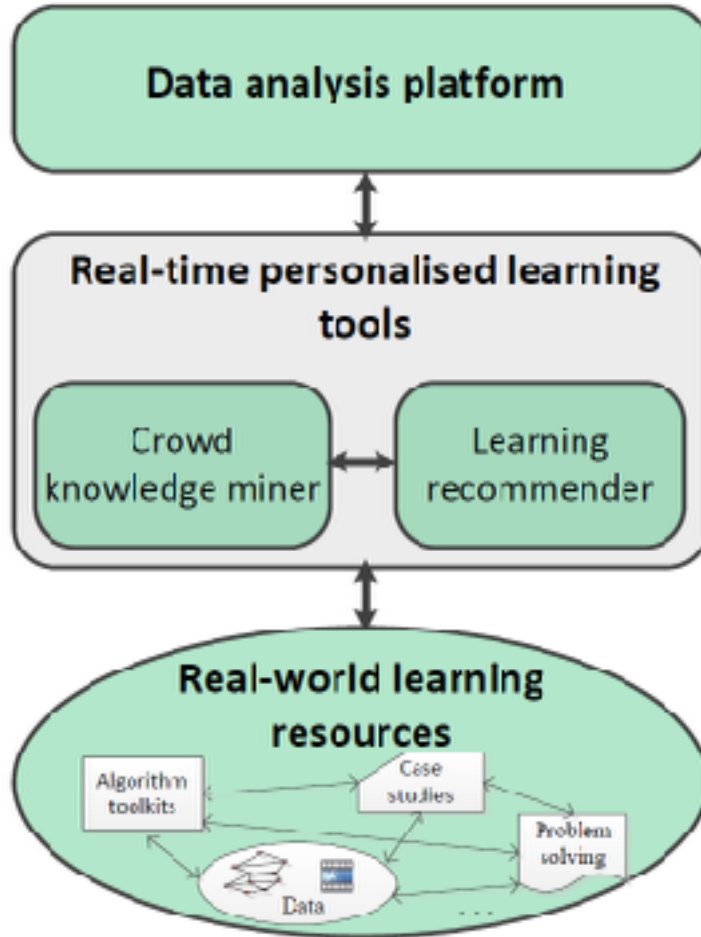 Data analysis platform
Real-time personalised learning
tools
Crowd
knowledge miner
Learning
recommender
Real-world learning
resources
Algorithm
toolkits
Case
studies
Problem
solving
Data
...